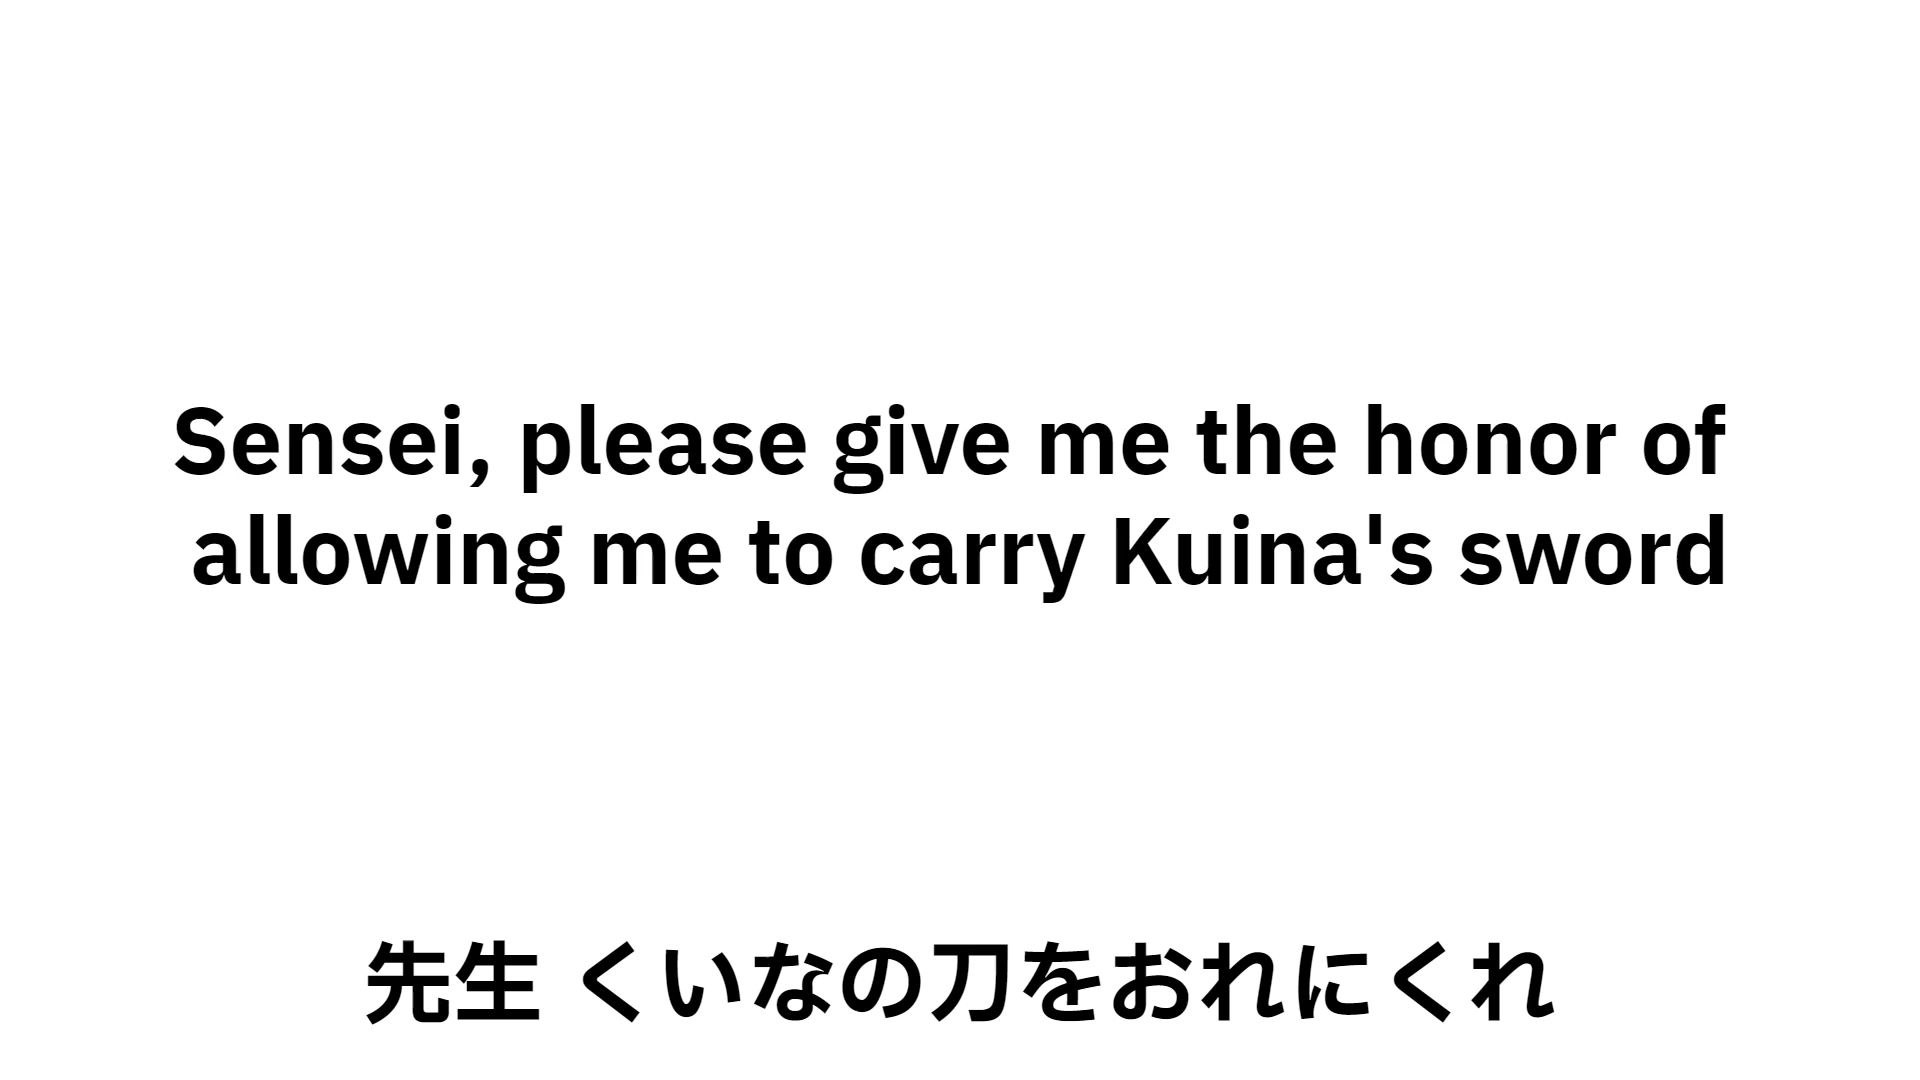 Sensei, please give me the honor of
allowing me to carry Kuina's sword
先生 くいなの刀をおれにくれ